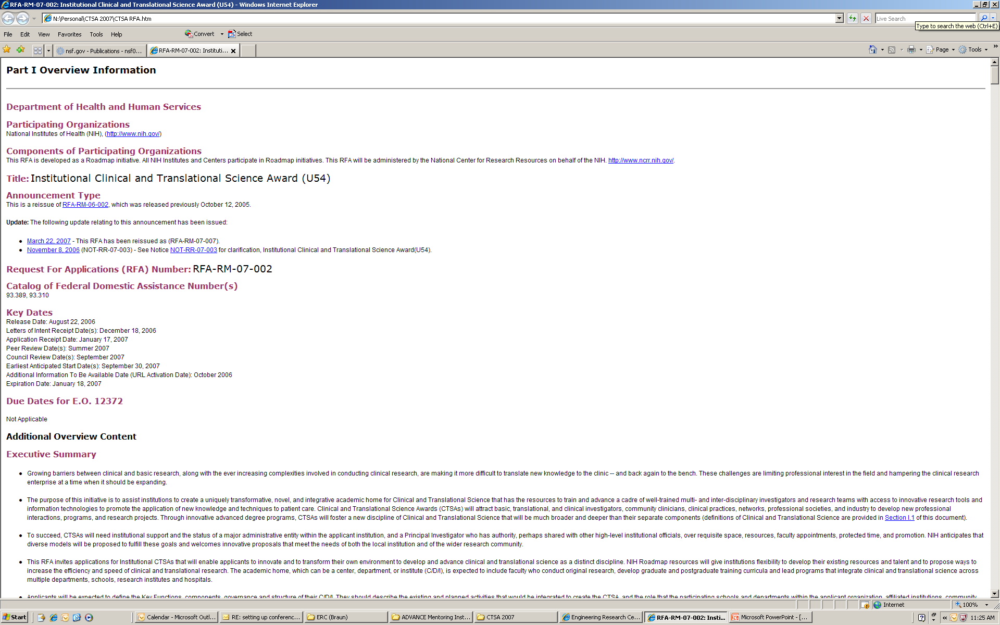 RFA-RM-07-002: Institutional Clinical and Translational Science Award (U54) - Windows Internet Explorer
N:\Personal\CTSA 2007\CTSA RFA.htm
Live Search
Type to search the web (Ctrl+E)
File Edit View Favorites Tools Help
Convert Select
nsf.gov - Publications - nsf0...
RFA-RM-07-002: Instituti...
Page Tools
Part I Overview Information
Department of Health and Human Services
Participating Organizations
National Institutes of Health (NIH), (http://www.nih.gov/)
Components of Participating Organizations
This RFA is developed as a Roadmap initiative. All NIH Institutes and Centers participate in Roadmap initiatives. This RFA will be administered by the National Center for Research Resources on behalf of the NIH. http://www.ncrr.nih.gov/.
Title: Institutional Clinical and Translational Science Award (U54)
Announcement Type
This is a reissue of RFA-RM-06-002, which was released previously October 12, 2005.
Update: The following update relating to this announcement has been issued:
• March 22, 2007 - This RFA has been reissued as (RFA-RM-07-007).
• November 8, 2006 (NOT-RR-07-003) - See Notice NOT-RR-07-003 for clarification, Institutional Clinical and Translational Science Award(U54).
Request For Applications (RFA) Number: RFA-RM-07-002
Catalog of Federal Domestic Assistance Number(s)
93.389, 93.310
Key Dates
Release Date: August 22, 2006
Letters of Intent Receipt Date(s): December 18, 2006
Application Receipt Date: January 17, 2007
Peer Review Date(s): Summer 2007
Council Review Date(s): September 2007
Earliest Anticipated Start Date(s): September 30, 2007
Additional Information To Be Available Date (URL Activation Date): October 2006
Expiration Date: January 18, 2007
Due Dates for E.O. 12372
Not Applicable
Additional Overview Content
Executive Summary
• Growing barriers between clinical and basic research, along with the ever increasing complexities involved in conducting clinical research, are making it more difficult to translate new knowledge to the clinic -- and back again to the bench. These challenges are limiting professional interest in the field and hampering the clinical research
enterprise at a time when it should be expanding.
• The purpose of this initiative is to assist institutions to create a uniquely transformative, novel, and integrative academic home for Clinical and Translational Science that has the resources to train and advance a cadre of well-trained multi- and inter-disciplinary investigators and research teams with access to innovative research tools and
information technologies to promote the application of new knowledge and techniques to patient care. Clinical and Translational Science Awards (CTSAs) will attract basic, translational, and clinical investigators, community clinicians, clinical practices, networks, professional societies, and industry to develop new professional
interactions, programs, and research projects. Through innovative advanced degree programs, CTSAs will foster a new discipline of Clinical and Translational Science that will be much broader and deeper than their separate components (definitions of Clinical and Translational Science are provided in Section I.1 of this document).
• To succeed, CTSAs will need institutional support and the status of a major administrative entity within the applicant institution, and a Principal Investigator who has authority, perhaps shared with other high-level institutional officials, over requisite space, resources, faculty appointments, protected time, and promotion. NIH anticipates that
diverse models will be proposed to fulfill these goals and welcomes innovative proposals that meet the needs of both the local institution and of the wider research community.
• This RFA invites applications for Institutional CTSAs that will enable applicants to innovate and to transform their own environment to develop and advance clinical and translational science as a distinct discipline. NIH Roadmap resources will give institutions flexibility to develop their existing resources and talent and to propose ways to
increase the efficiency and speed of clinical and translational research. The academic home, which can be a center, department, or institute (C/D/I), is expected to include faculty who conduct original research, develop graduate and postgraduate training curricula and lead programs that integrate clinical and translational science across
multiple departments, schools, research institutes and hospitals.
• Applicants will be expected to define the Key Functions, components, governance and structure of their C/D/I. They should describe the existing and planned activities that would be integrated to create the CTSA, and the role that the participating schools and departments within the applicant organization, affiliated institutions, community
Internet 100%
Start
Calendar - Microsoft Outl...
RE: setting up conferenc...
ERC (Braun)
ADVANCE Mentoring Inst...
CTSA 2007
Engineering Research Ce...
RFA-RM-07-002: Insti...
Microsoft PowerPoint - [...
11:25 AM